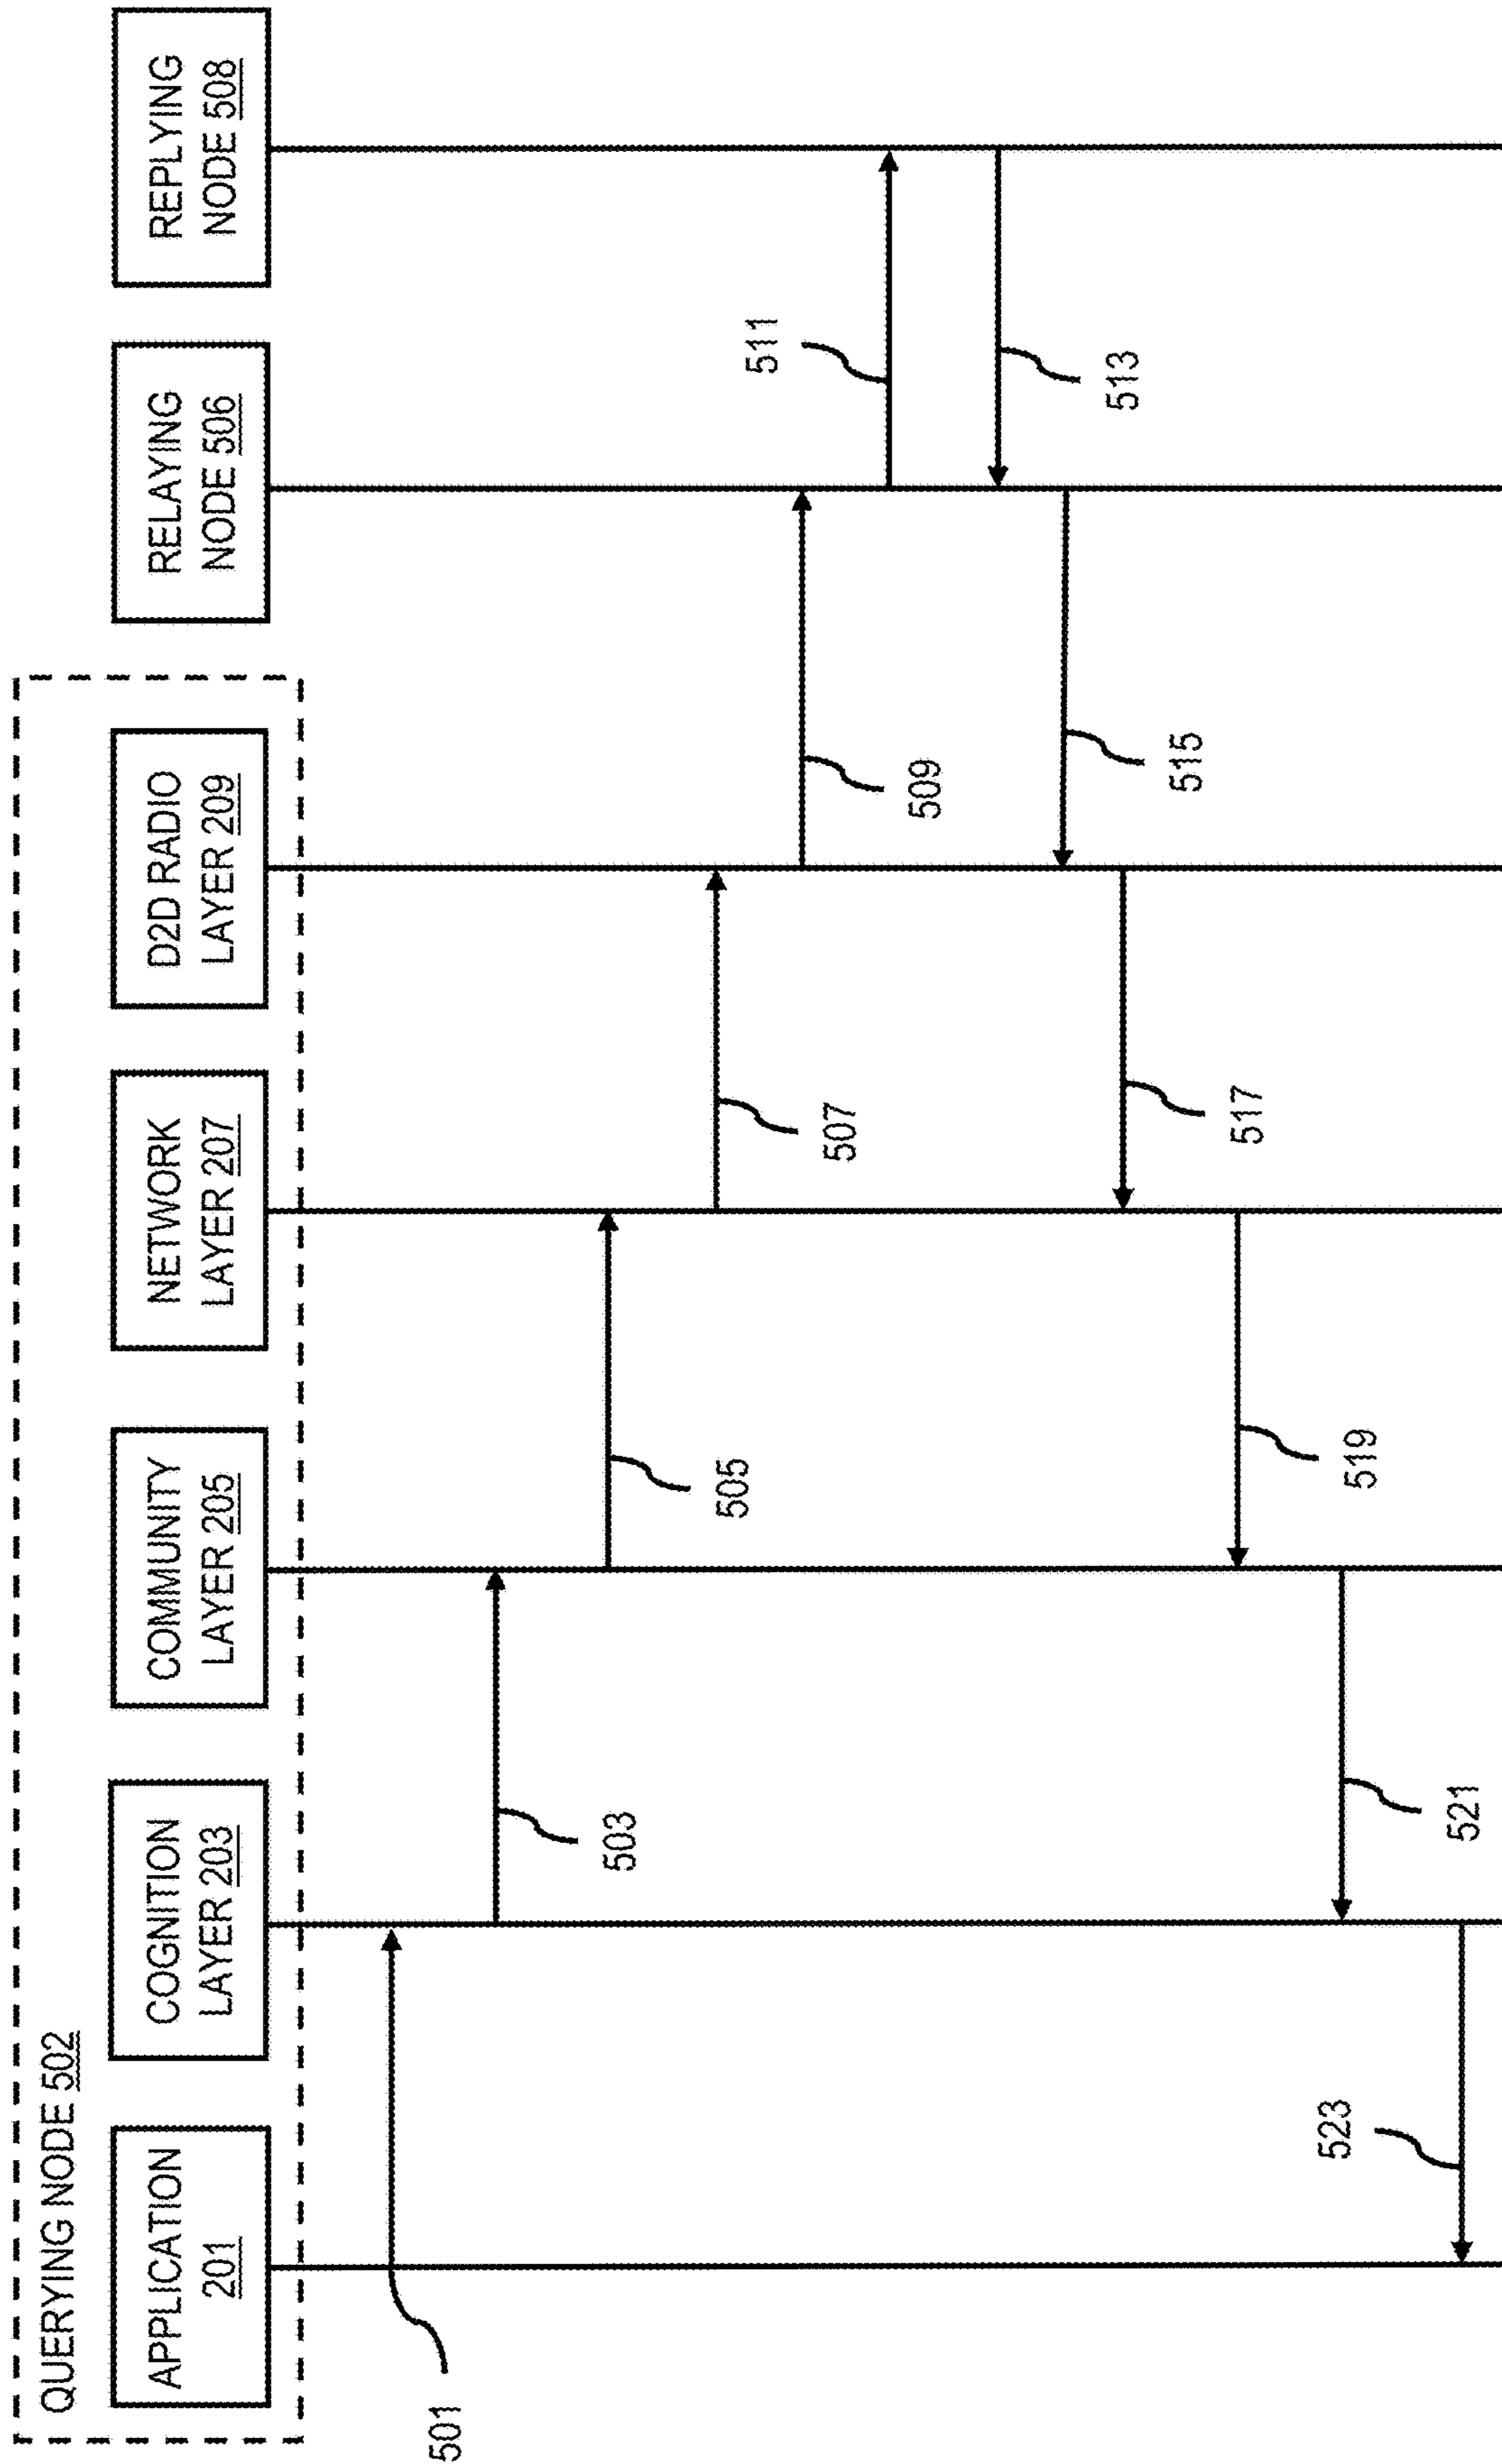 QUERYING NODE 502
APPLICATION
201
COGNITION
LAYER 203
COMMUNITY
LAYER 205
NETWORK
LAYER 207
D2D RADIO
LAYER 209
RELAYING
NODE 506
REPLYING
NODE 508
501
503
505
507
509
511
513
515
517
519
521
523